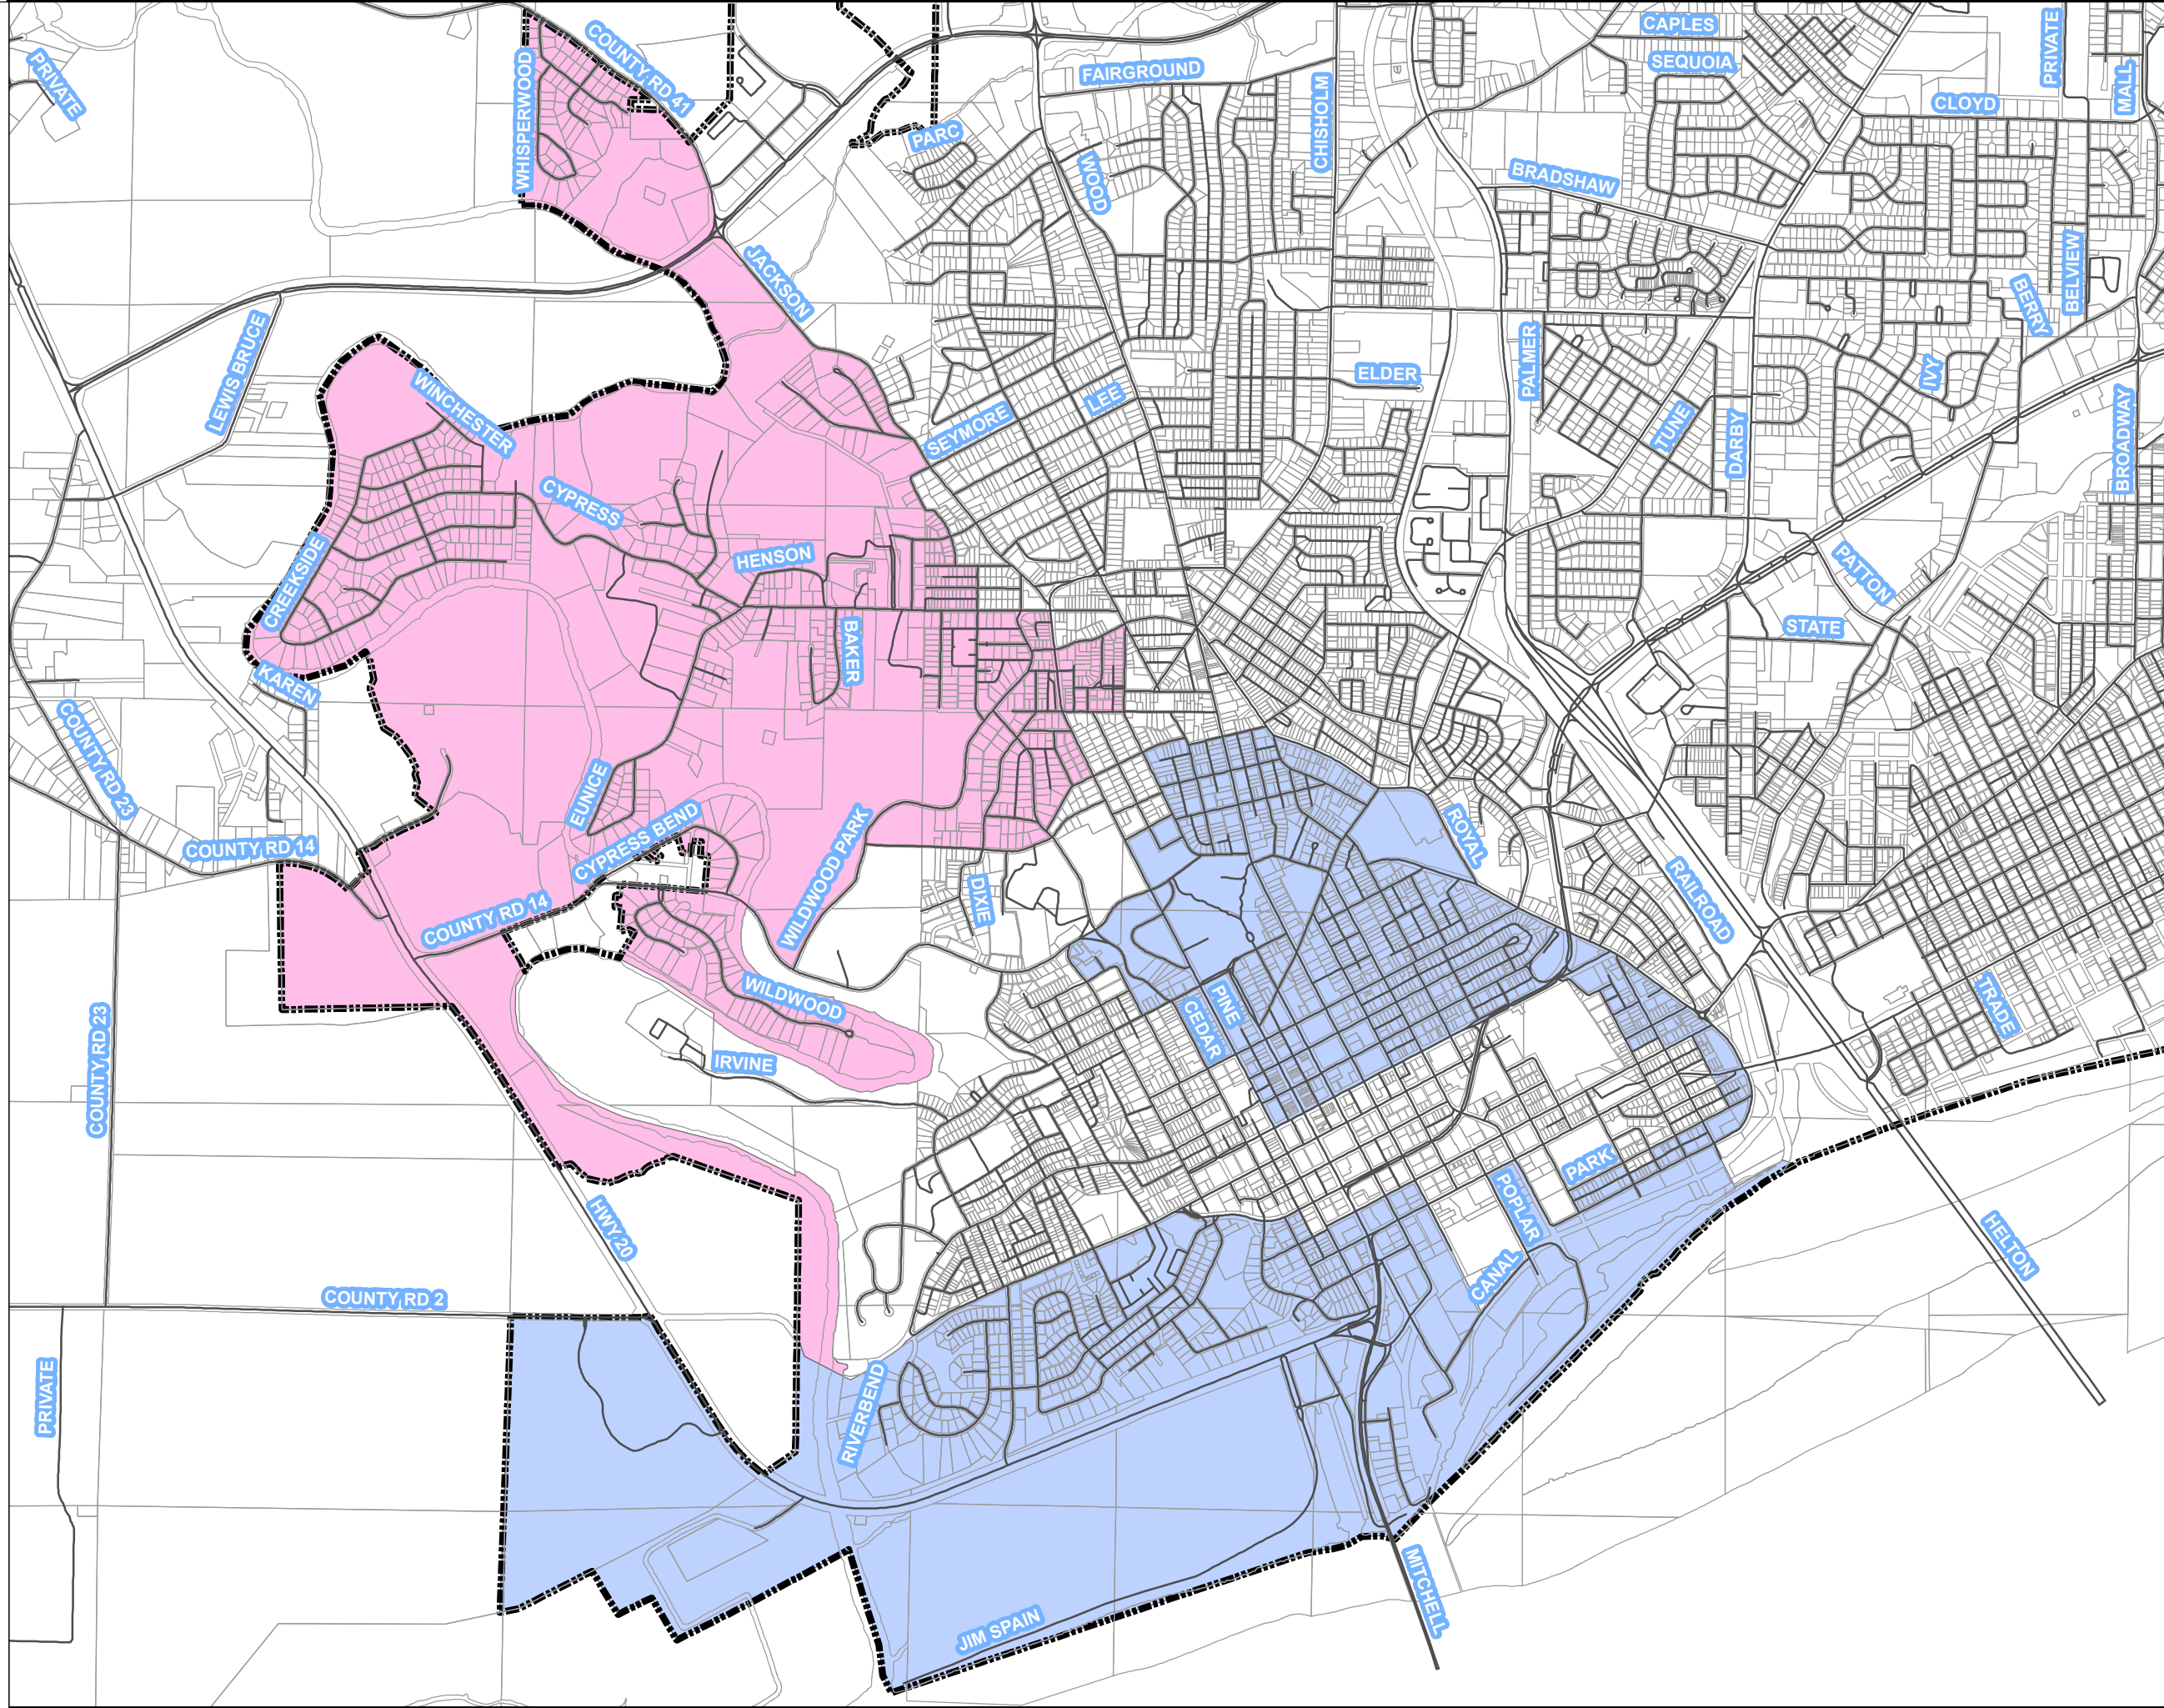 CAPLES
PRIVATE
COUNTY RD 41
PRIVATE
SEQUOIA
FAIRGROUND
MALL
CLOYD
WHISPERWOOD
CHISHOLM
PARC
WOOD
BRADSHAW
BELVIEW
JACKSON
BERRY
LEWIS BRUCE
PALMER
ELDER
IVY
WINCHESTER
LEE
SEYMORE
TUNE
DARBY
BROADWAY
CYPRESS
HENSON
PATTON
CREEKSIDE
STATE
BAKER
KAREN
COUNTY RD 23
EUNICE
CYPRESS BEND
ROYAL
COUNTY RD 14
WILDWOOD PARK
DIXIE
RAILROAD
COUNTY RD 14
WILDWOOD
PINE
CEDAR
TRADE
COUNTY RD 23
IRVINE
PARK
POPLAR
HWY 20
HELTON
CANAL
COUNTY RD 2
PRIVATE
RIVERBEND
MITCHELL
JIM SPAIN